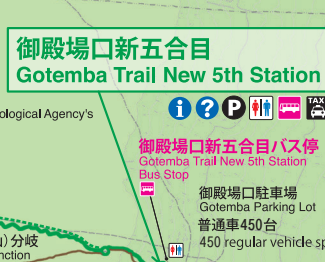 御殿場口新五合目
Gotemba Trail New 5th Station
ological Agency's
i ? P TAXI
御殿場口新五合目バス停
Gotemba Trail New 5th Station
Bus Stop
御殿場口駐車場
Gotemba Parking Lot
普通車450台
450 regular vehicle sp
)分岐
nction